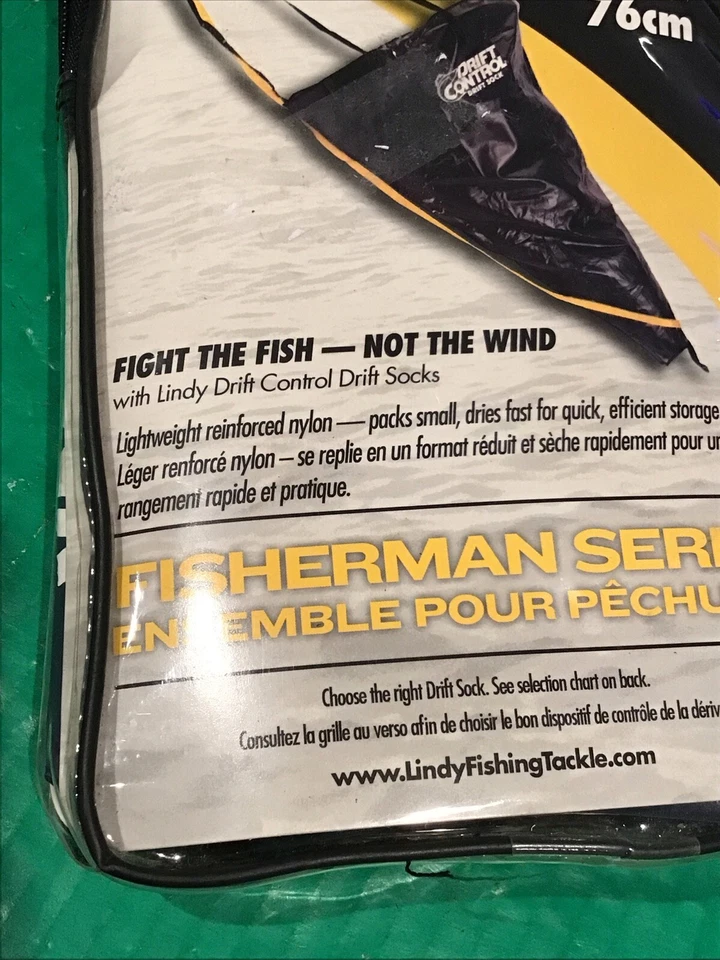 76cm
DRIFT
CONTROL
DRIFT SOCK
FIGHT THE FISH — NOT THE WIND
with Lindy Drift Control Drift Socks
Lightweight reinforced nylon — packs small, dries fast for quick, efficient storage
Léger renforcé nylon – se replie en un format réduit et sèche rapidement pour un
rangement rapide et pratique.
FISHERMAN SERI
ENSEMBLE POUR PÊCHU
Choose the right Drift Sock. See selection chart on back.
Consultez la grille au verso afin de choisir le bon dispositif de contrôle de la dériv
www.LindyFishingTackle.com